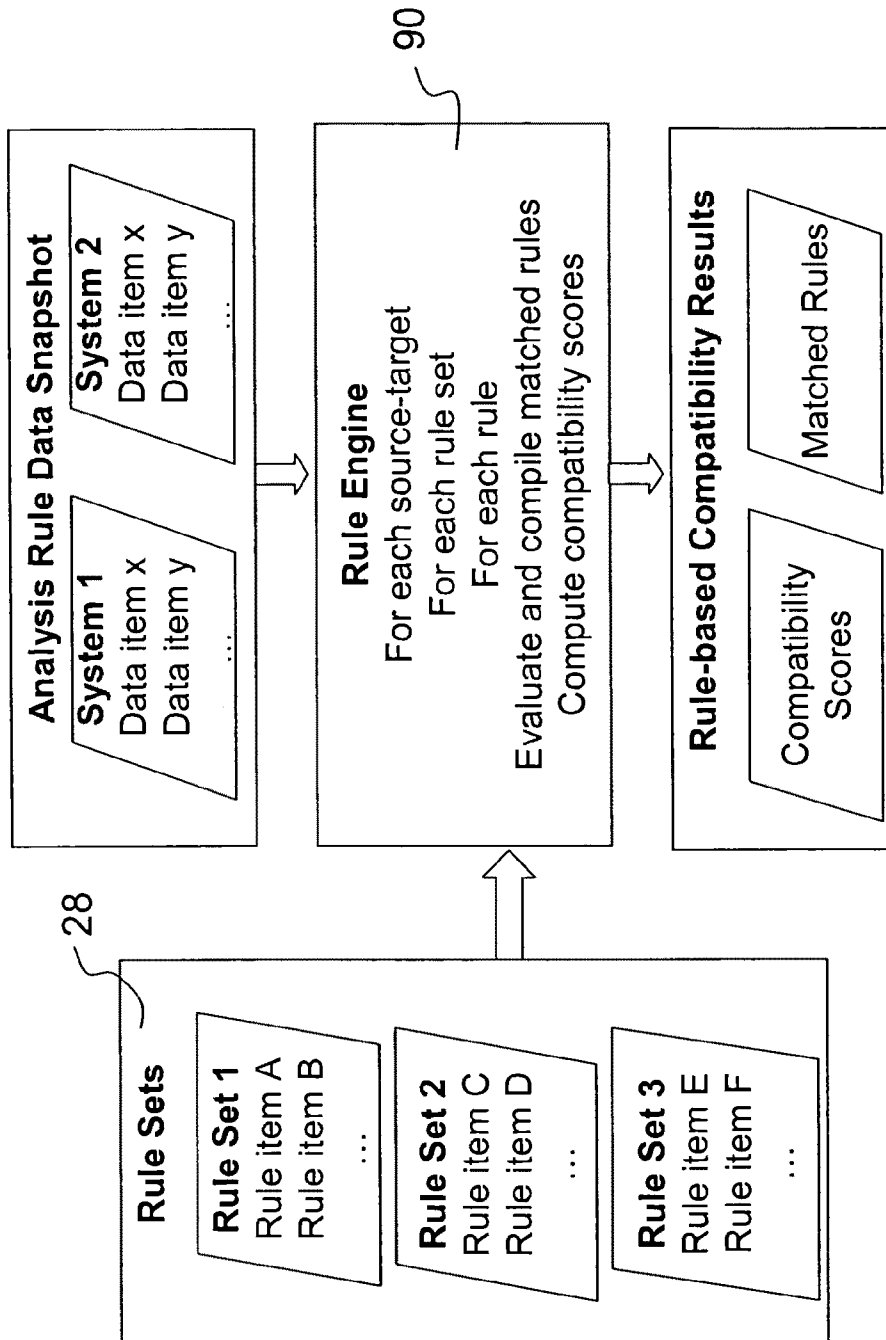 Analysis Rule Data Snapshot
System 1
Data item x
Data item y
...
System 2
Data item x
Data item y
...
28
Rule Sets
Rule Set 1
Rule item A
Rule item B
...
Rule Set 2
Rule item C
Rule item D
...
Rule Set 3
Rule item E
Rule item F
...
90
Rule Engine
For each source-target
For each rule set
For each rule
Evaluate and compile matched rules
Compute compatibility scores
Rule-based Compatibility Results
Compatibility
Scores
Matched Rules